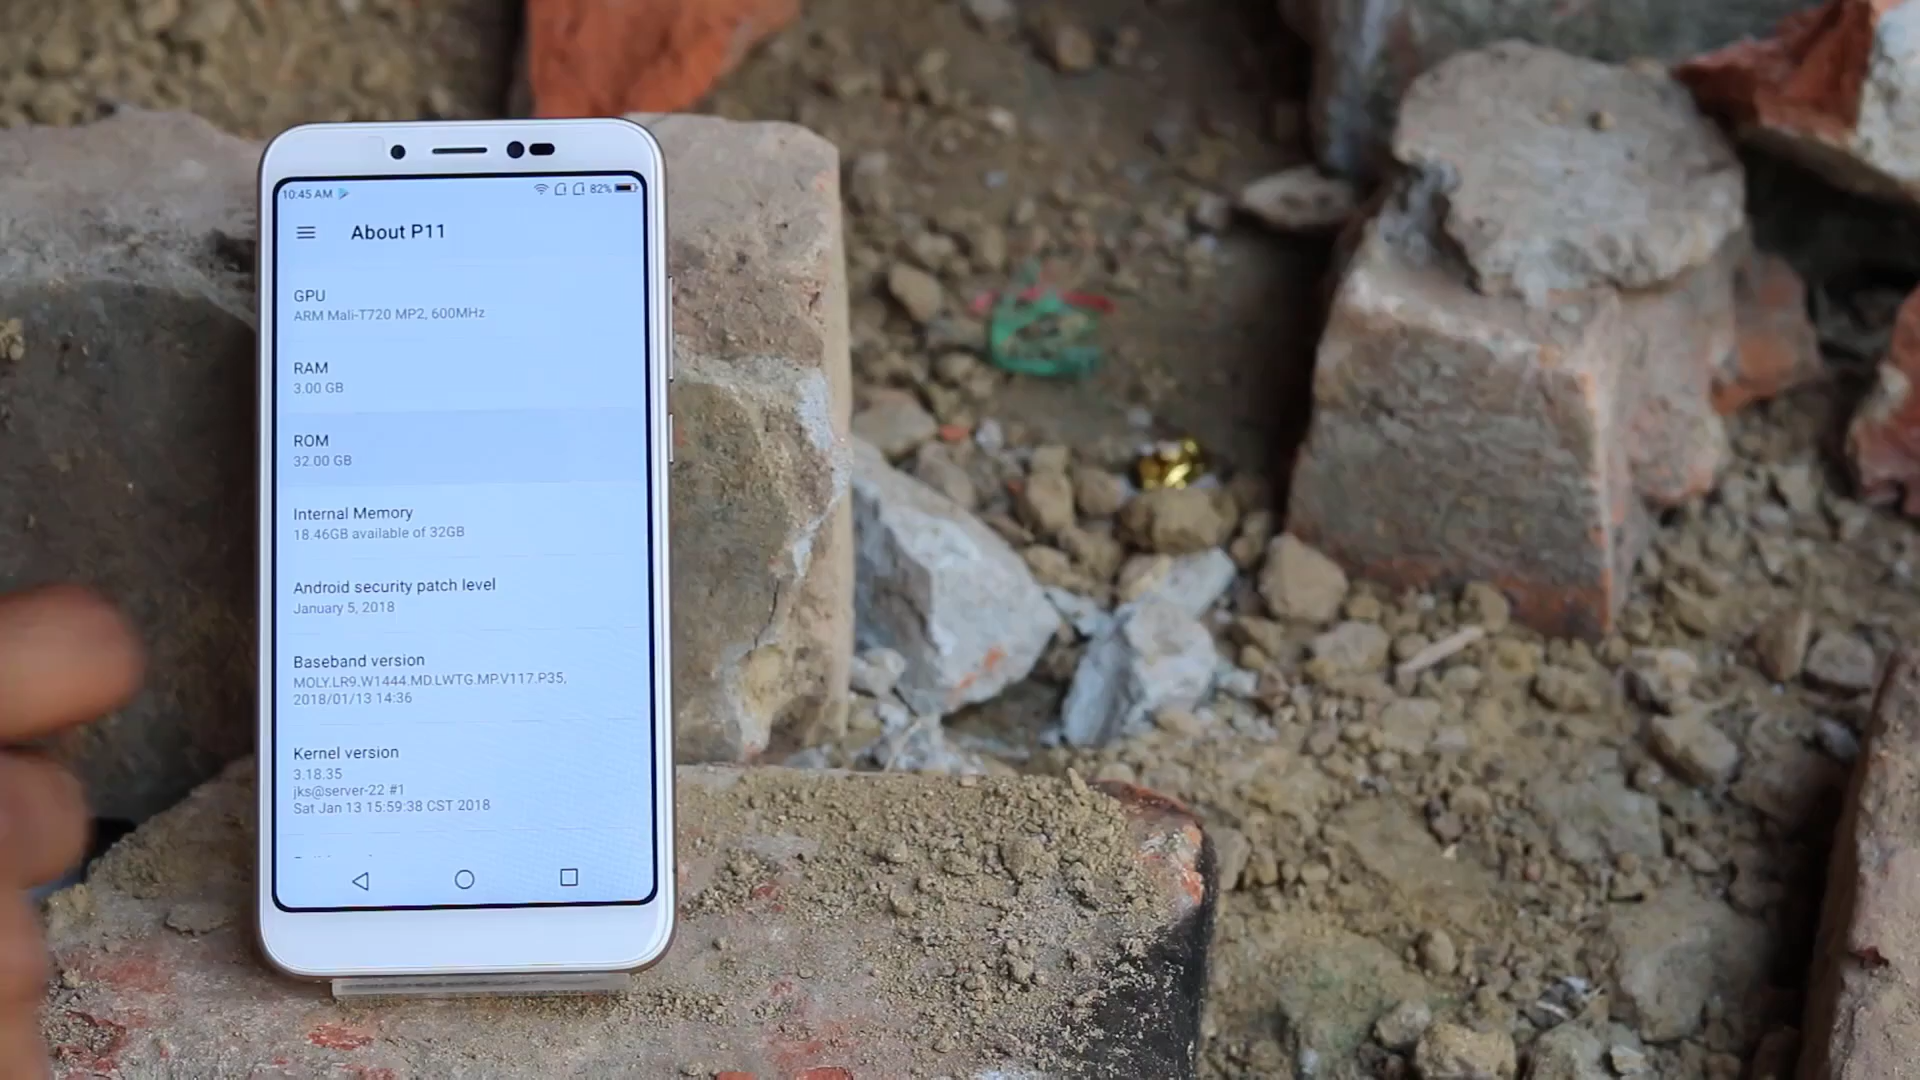 10:45 AM 82%
About P11
GPU
ARM Mali-T720 MP2, 600MHz
RAM
3.00 GB
ROM
32.00 GB
Internal Memory
18.46GB available of 32GB
Android security patch level
January 5, 2018
Baseband version
MOLY.LR9.W1444.MD.LWTG.MP.V117.P35,
2018/01/13 14:36
Kernel version
3.18.35
jks@server-22 #1
Sat Jan 13 15:59:38 CST 2018